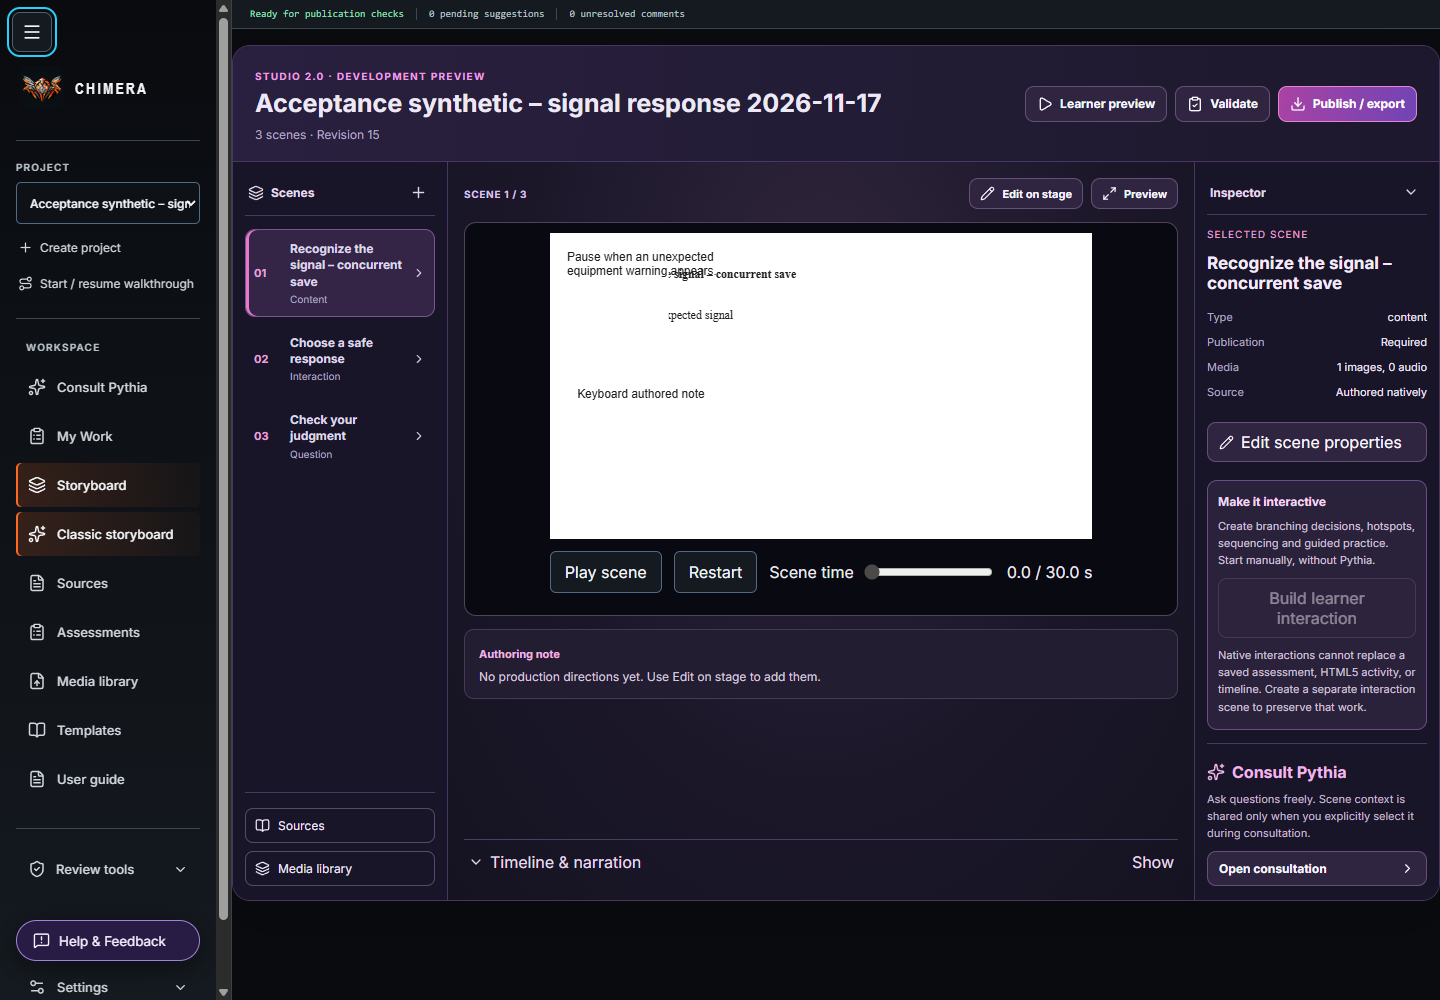 Ready for publication checks
0 pending suggestions
0 unresolved comments
CHIMERA
PROJECT
Acceptance synthetic – sign
Create project
Start / resume walkthrough
WORKSPACE
Consult Pythia
My Work
Storyboard
Classic storyboard
Sources
Assessments
Media library
Templates
User guide
Review tools
Help & Feedback
Settings
STUDIO 2.0 · DEVELOPMENT PREVIEW
Acceptance synthetic – signal response 2026-11-17
3 scenes · Revision 15
Learner preview
Validate
Publish / export
Scenes
01
Recognize the
signal – concurrent
save
Content
02
Choose a safe
response
Interaction
03
Check your
judgment
Question
Sources
Media library
SCENE 1 / 3
Edit on stage
Preview
Pause when an unexpected
equipment warning appears.
signal – concurrent save
pected signal
Keyboard authored note
Play scene
Restart
Scene time
0.0 / 30.0 s
Authoring note
No production directions yet. Use Edit on stage to add them.
Timeline & narration
Show
Inspector
SELECTED SCENE
Recognize the signal –
concurrent save
Type
content
Publication
Required
Media
1 images, 0 audio
Source
Authored natively
Edit scene properties
Make it interactive
Create branching decisions, hotspots,
sequencing and guided practice.
Start manually, without Pythia.
Build learner
interaction
Native interactions cannot replace a
saved assessment, HTML5 activity, or
timeline. Create a separate interaction
scene to preserve that work.
Consult Pythia
Ask questions freely. Scene context is
shared only when you explicitly select it
during consultation.
Open consultation